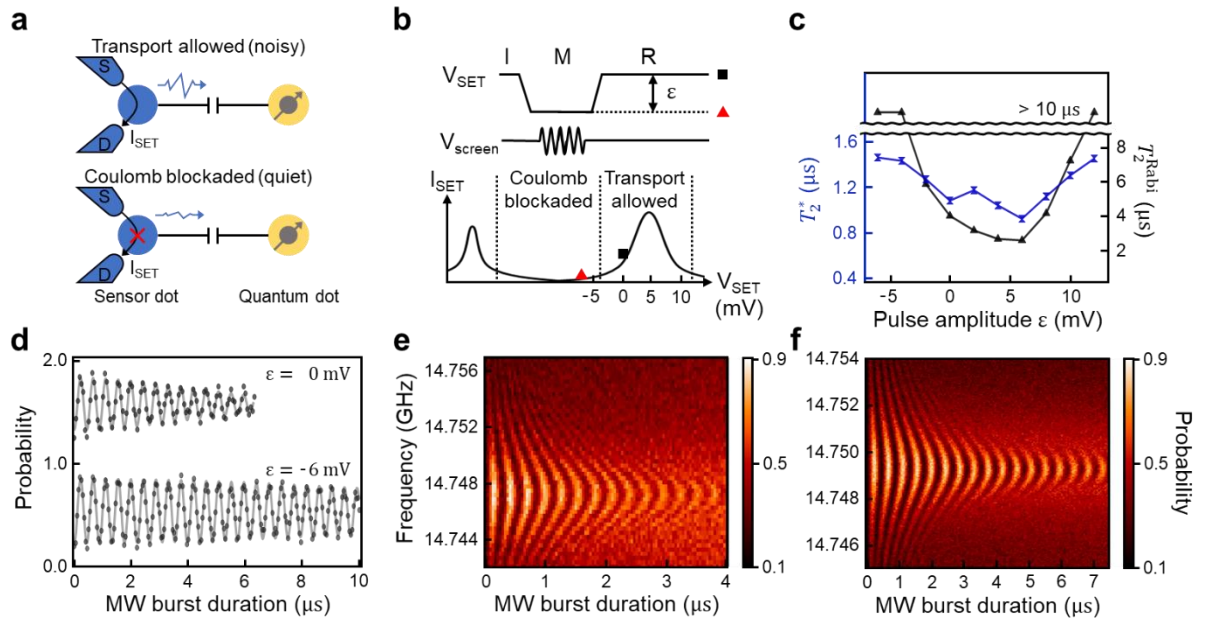 a
Transport allowed (noisy)
S
D
I_SET
Coulomb blockaded (quiet)
S
D
I_SET
Sensor dot
Quantum dot
b
I M R
V_SET
ε
V_screen
I_SET
Coulomb blockaded
Transport allowed
-5 0 5 10
V_SET (mV)
c
> 10 μs
1.6
1.2
0.8
0.4
T_2^* (μs)
8
6
4
2
T_2^Rabi (μs)
-5 0 5 10
Pulse amplitude ε (mV)
d
2.0
1.0
0.0
Probability
ε = 0 mV
ε = -6 mV
0 2 4 6 8 10
MW burst duration (μs)
e
14.756
14.752
14.748
14.744
Frequency (GHz)
0 1 2 3 4
MW burst duration (μs)
0.9
0.5
0.1
f
14.754
14.752
14.750
14.748
14.746
0 1 2 3 4 5 6 7
MW burst duration (μs)
0.9
0.5
0.1
Probability